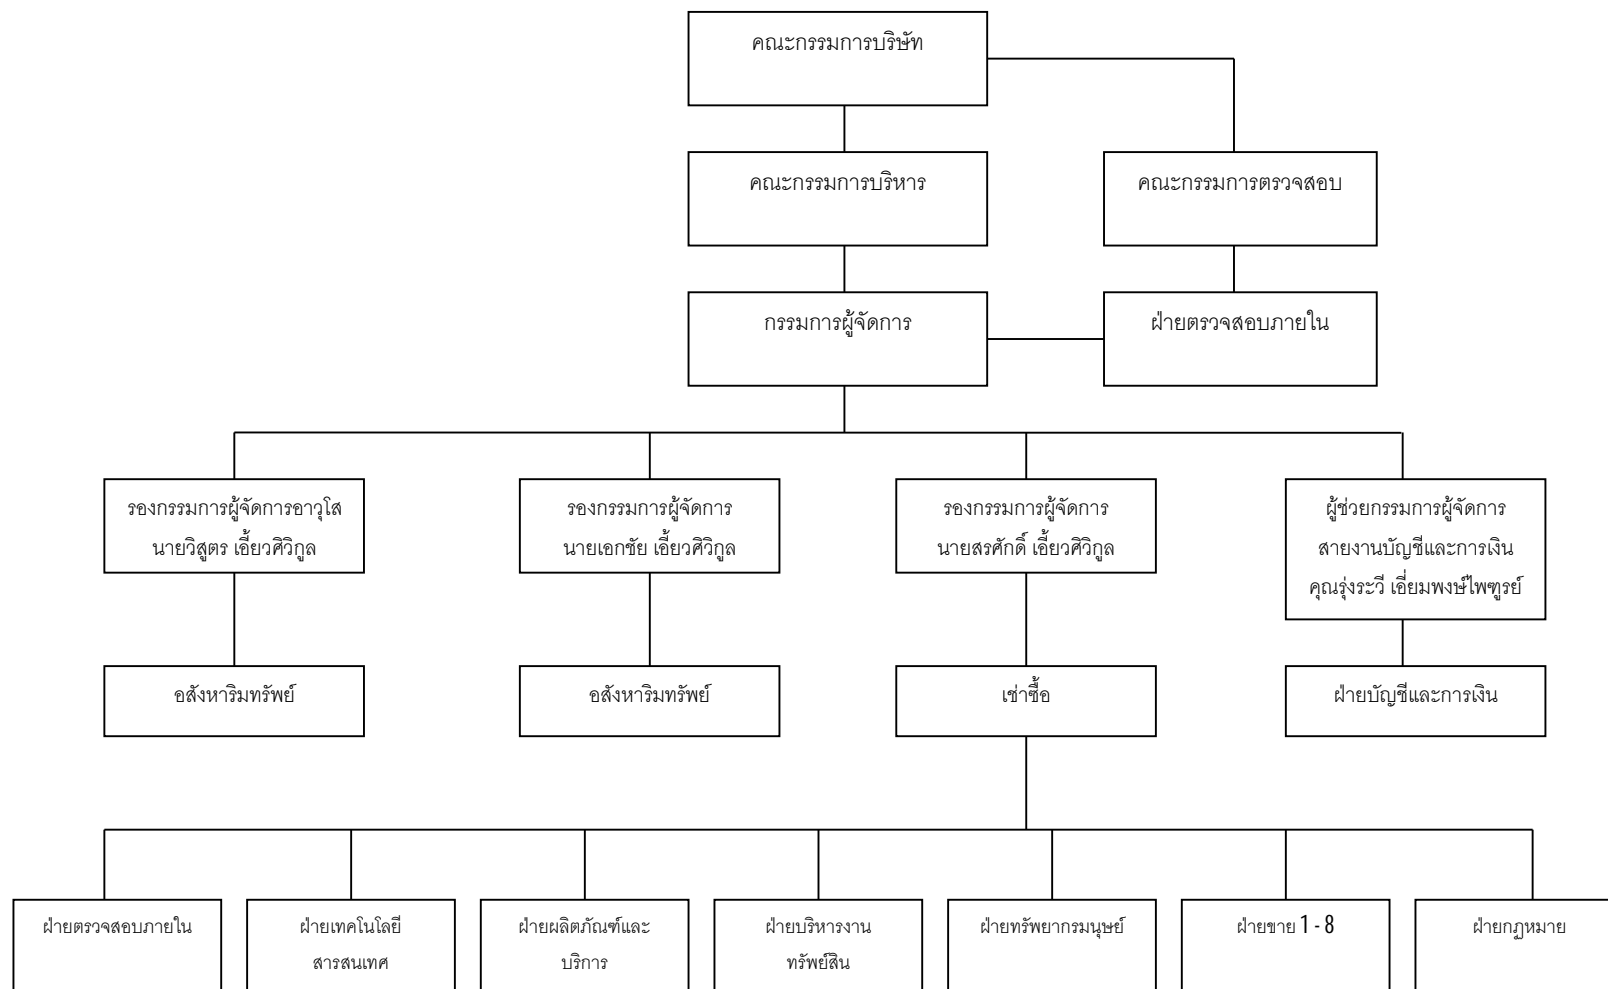 คณะกรรมการบริษัท
คณะกรรมการบริหาร
คณะกรรมการตรวจสอบ
กรรมการผู้จัดการ
ฝ่ายตรวจสอบภายใน
รองกรรมการผู้จัดการอาวุโส
นายวิสูตร เอี้ยวศิวิกูล
รองกรรมการผู้จัดการ
นายเอกชัย เอี้ยวศิวิกูล
รองกรรมการผู้จัดการ
นายสรศักดิ์ เอี้ยวศิวิกูล
ผู้ช่วยกรรมการผู้จัดการ
สายงานบัญชีและการเงิน
คุณรุ่งระวี เอี่ยมพงษ์ไพฑูรย์
อสังหาริมทรัพย์
อสังหาริมทรัพย์
เช่าซื้อ
ฝ่ายบัญชีและการเงิน
ฝ่ายตรวจสอบภายใน
ฝ่ายเทคโนโลยี
สารสนเทศ
ฝ่ายผลิตภัณฑ์และ
บริการ
ฝ่ายบริหารงาน
ทรัพย์สิน
ฝ่ายทรัพยากรมนุษย์
ฝ่ายขาย 1 - 8
ฝ่ายกฎหมาย